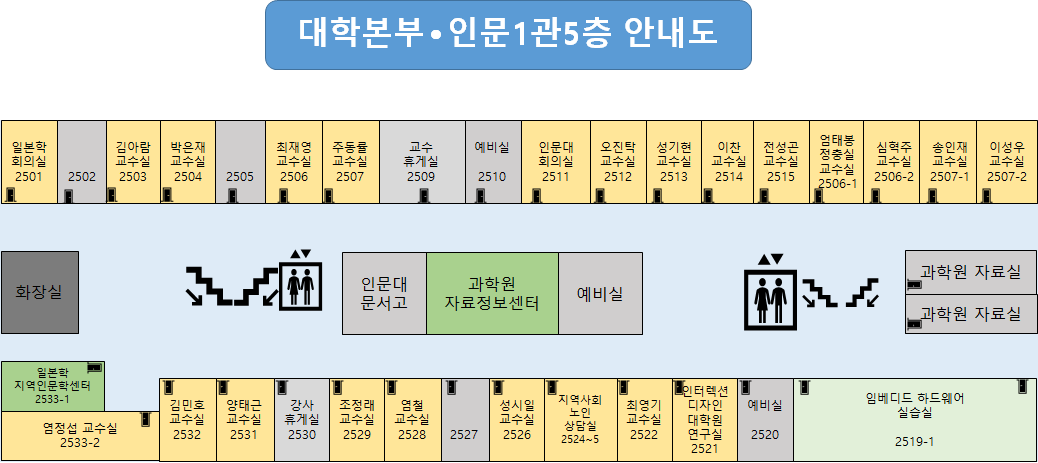 대학본부•인문1관5층 안내도
일본학
회의실
2501
2502
김아람
교수실
2503
박은재
교수실
2504
2505
최재영
교수실
2506
주동률
교수실
2507
교수
휴게실
2509
예비실
2510
인문대
회의실
2511
오진탁
교수실
2512
성기현
교수실
2513
이찬
교수실
2514
전성곤
교수실
2515
엄태봉
정충실
교수실
2506-1
심혁주
교수실
2506-2
송인재
교수실
2507-1
이성우
교수실
2507-2
화장실
인문대
문서고
과학원
자료정보센터
예비실
과학원 자료실
과학원 자료실
일본학
지역인문학센터
2533-1
염정섭 교수실
2533-2
김민호
교수실
2532
양태근
교수실
2531
강사
휴게실
2530
조정래
교수실
2529
염철
교수실
2528
2527
성시일
교수실
2526
지역사회
노인
상담실
2524~5
최영기
교수실
2522
인터렉션
디자인
대학원
연구실
2521
예비실
2520
임베디드 하드웨어
실습실
2519-1